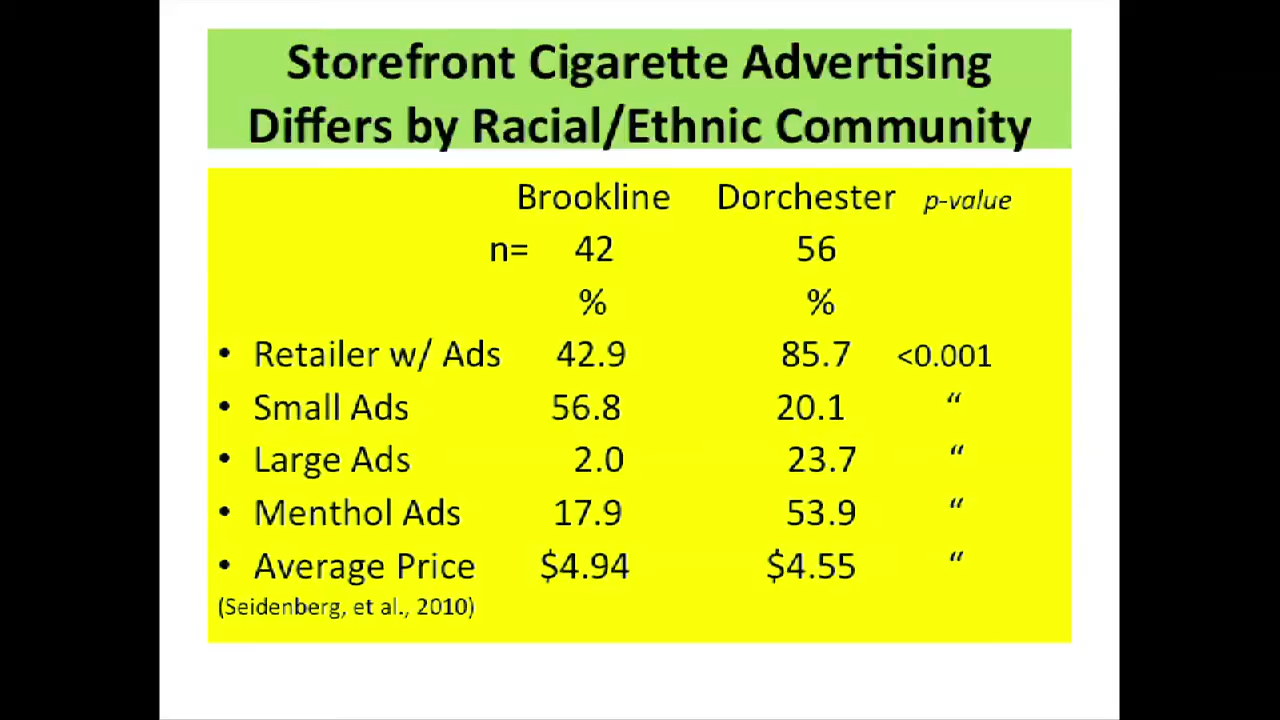 Storefront Cigarette Advertising
Differs by Racial/Ethnic Community
Brookline Dorchester p-value
n= 42 56
% %
• Retailer w/ Ads 42.9 85.7 <0.001
• Small Ads 56.8 20.1 “
• Large Ads 2.0 23.7 “
• Menthol Ads 17.9 53.9 “
• Average Price $4.94 $4.55 “
(Seidenberg, et al., 2010)